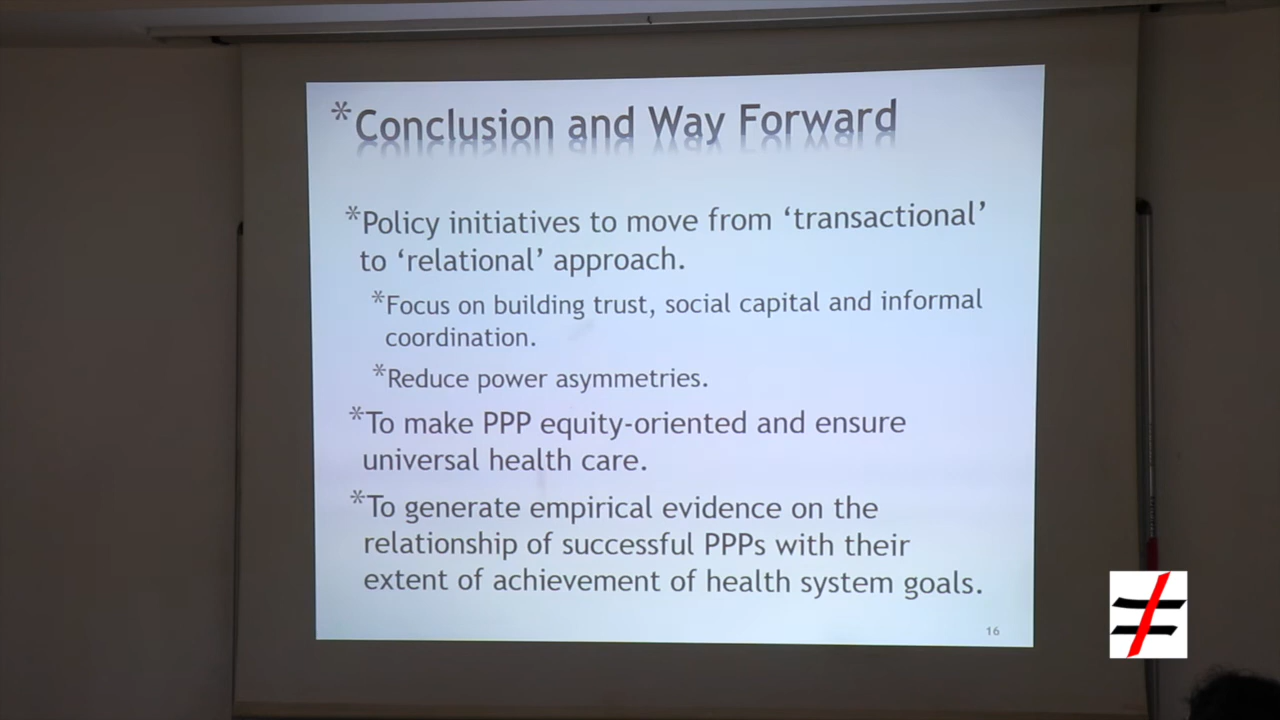 *Conclusion and Way Forward
*Policy initiatives to move from ‘transactional’
to ‘relational’ approach.
*Focus on building trust, social capital and informal
coordination.
*Reduce power asymmetries.
*To make PPP equity-oriented and ensure
universal health care.
*To generate empirical evidence on the
relationship of successful PPPs with their
extent of achievement of health system goals.
16